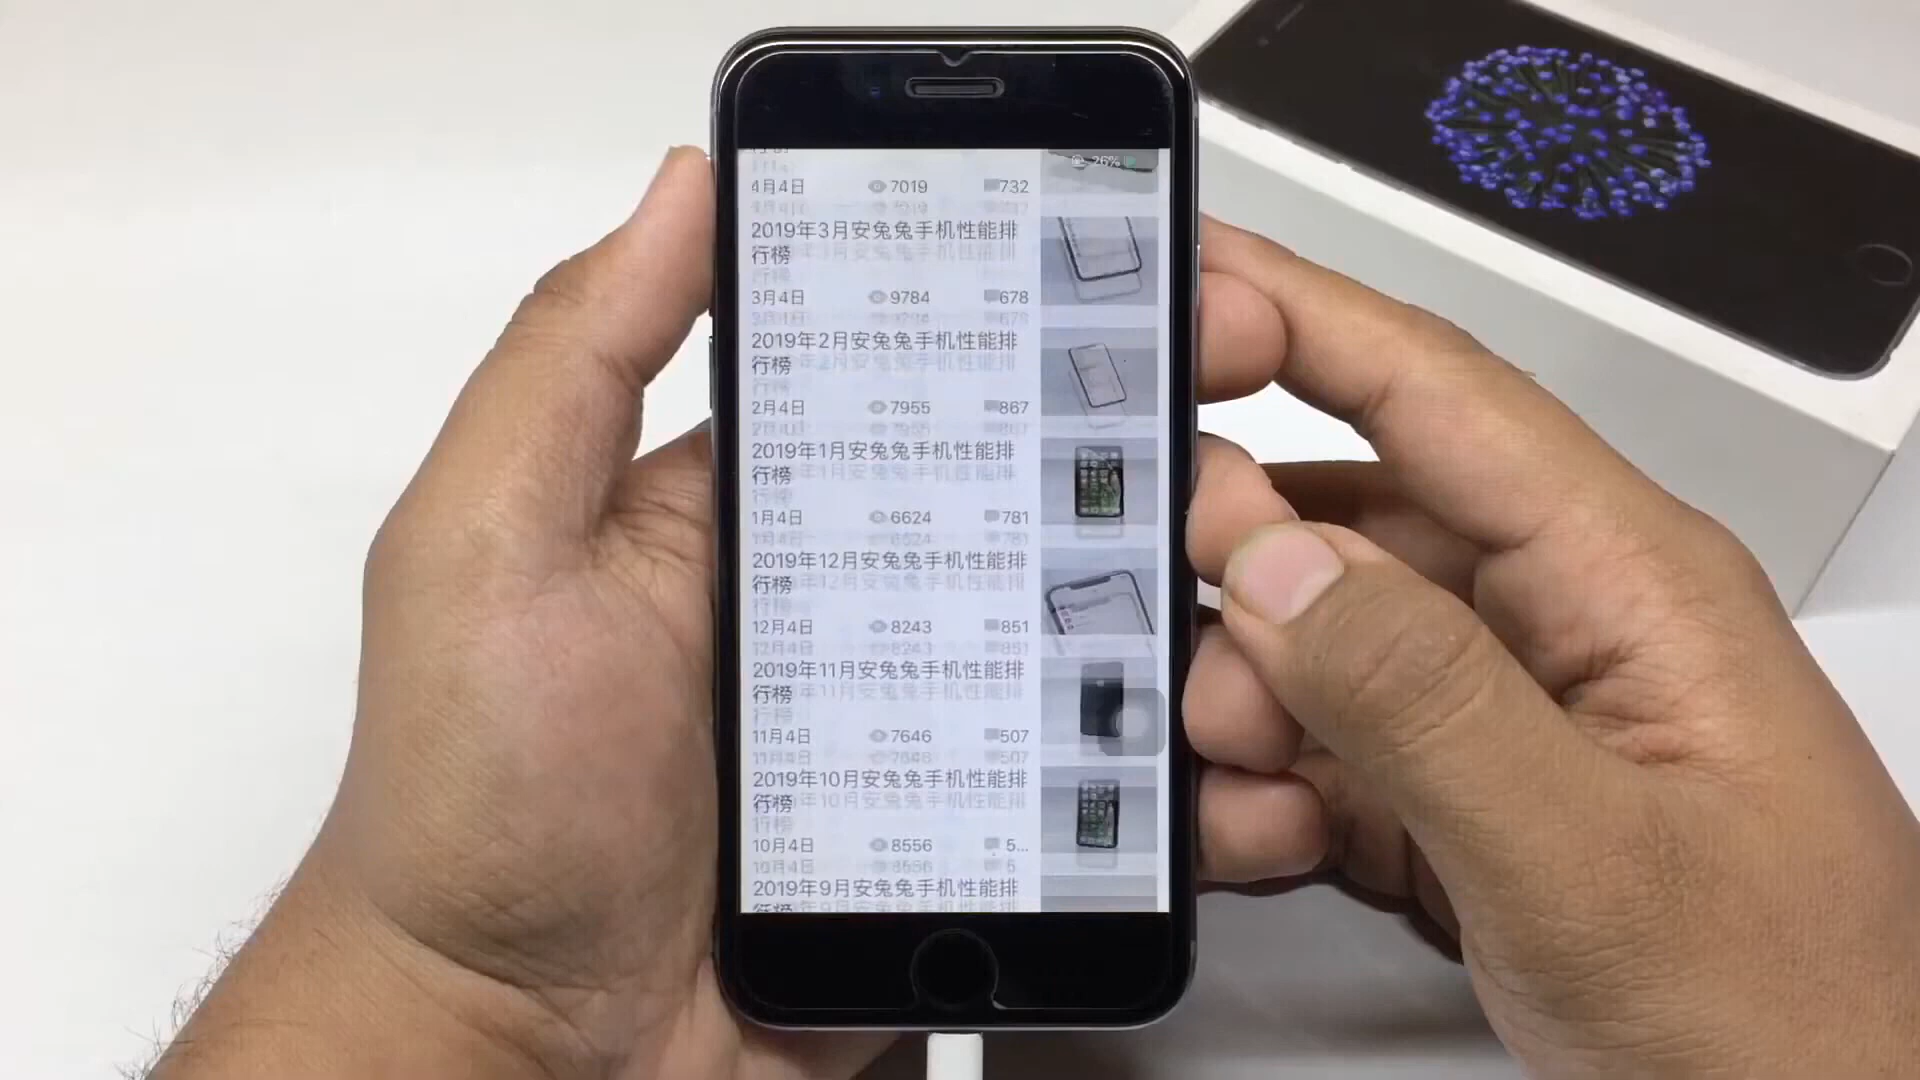 26%
4月4日 7019 732
2019年3月安兔兔手机性能排
行榜
3月4日 9784 678
2019年2月安兔兔手机性能排
行榜
2月4日 7955 867
2019年1月安兔兔手机性能排
行榜
1月4日 6624 781
2019年12月安兔兔手机性能排
行榜
12月4日 8243 851
2019年11月安兔兔手机性能排
行榜
11月4日 7646 507
2019年10月安兔兔手机性能排
行榜
10月4日 8556 5...
2019年9月安兔兔手机性能排
行榜